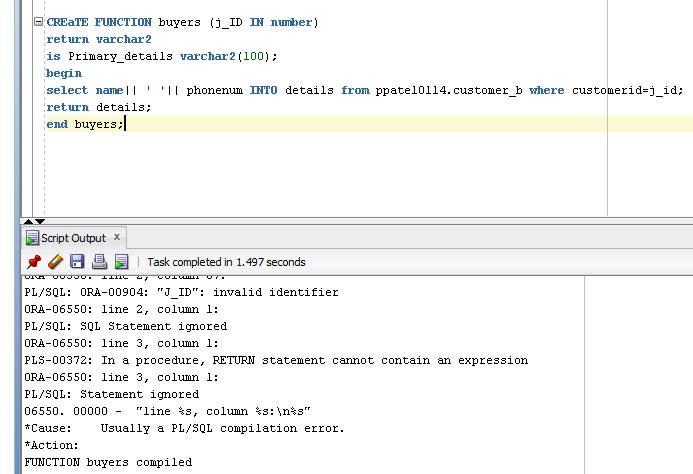 CREaTE FUNCTION buyers (j_ID IN number)
return varchar2
is Primary_details varchar2(100);
begin
select name|| ' '|| phonenum INTO details from ppatel0114.customer_b where customerid=j_id;
return details;
end buyers;
Script Output x
Task completed in 1.497 seconds
PL/SQL: ORA-00904: "J_ID": invalid identifier
ORA-06550: line 2, column 1:
PL/SQL: SQL Statement ignored
ORA-06550: line 3, column 1:
PLS-00372: In a procedure, RETURN statement cannot contain an expression
ORA-06550: line 3, column 1:
PL/SQL: Statement ignored
06550. 00000 - "line %s, column %s:\n%s"
*Cause: Usually a PL/SQL compilation error.
*Action:
FUNCTION buyers compiled